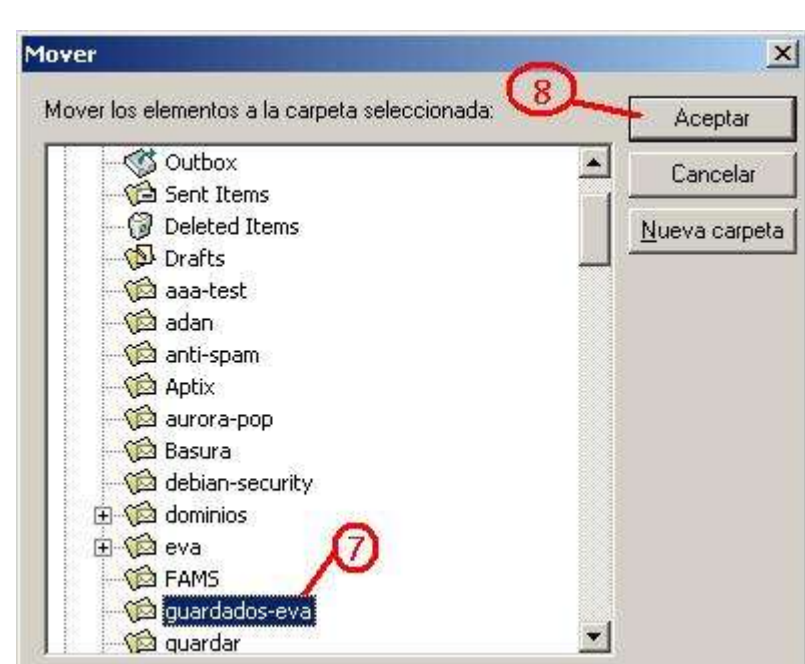 Mover
Mover los elementos a la carpeta seleccionada:
8
Aceptar
Cancelar
Nueva carpeta
Outbox
Sent Items
Deleted Items
Drafts
aaa-test
adan
anti-spam
Aptix
aurora-pop
Basura
debian-security
dominios
eva
7
FAMS
guardados-eva
guardar